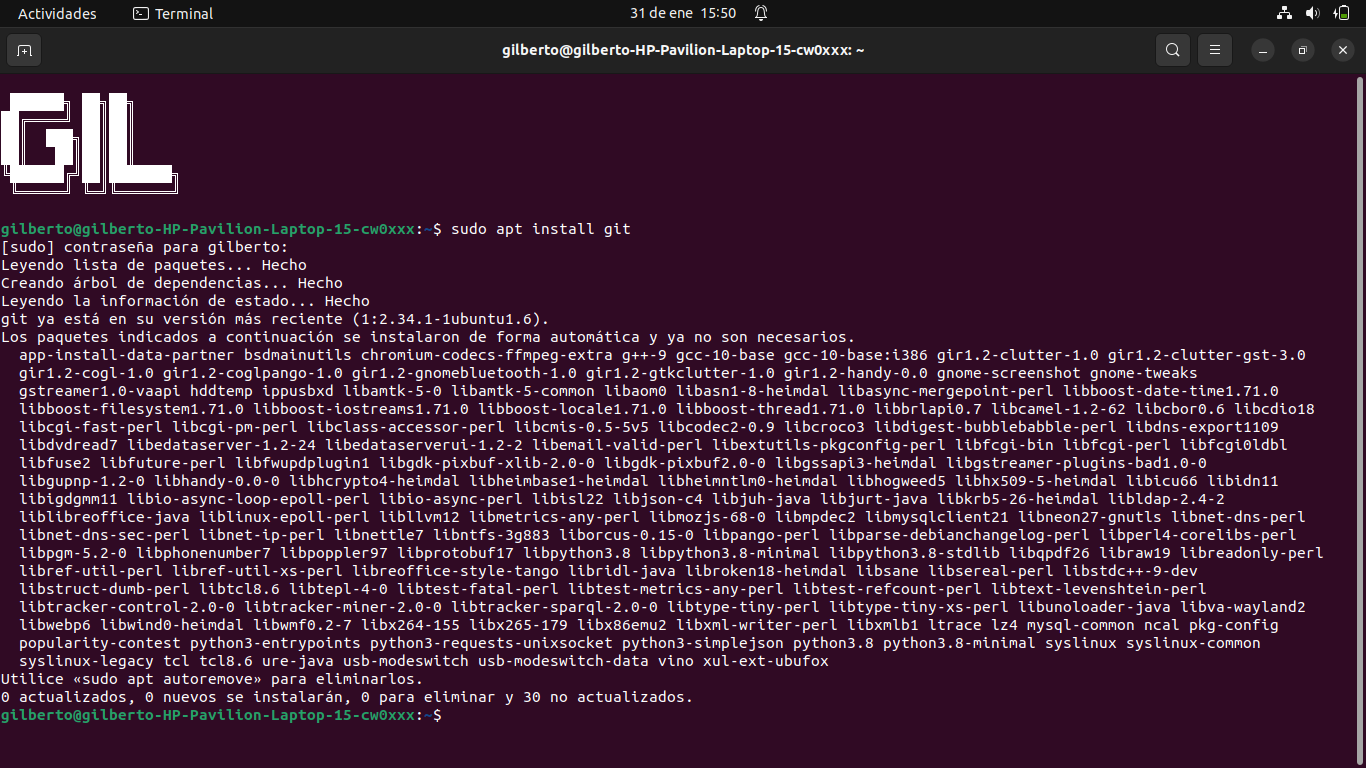 Actividades Terminal 31 de ene 15:50
gilberto@gilberto-HP-Pavilion-Laptop-15-cw0xxx: ~
GIL
gilberto@gilberto-HP-Pavilion-Laptop-15-cw0xxx:~$ sudo apt install git
[sudo] contraseña para gilberto:
Leyendo lista de paquetes... Hecho
Creando árbol de dependencias... Hecho
Leyendo la información de estado... Hecho
git ya está en su versión más reciente (1:2.34.1-1ubuntu1.6).
Los paquetes indicados a continuación se instalaron de forma automática y ya no son necesarios.
app-install-data-partner bsdmainutils chromium-codecs-ffmpeg-extra g++-9 gcc-10-base gcc-10-base:i386 gir1.2-clutter-1.0 gir1.2-clutter-gst-3.0
gir1.2-cogl-1.0 gir1.2-coglpango-1.0 gir1.2-gnomebluetooth-1.0 gir1.2-gtkclutter-1.0 gir1.2-handy-0.0 gnome-screenshot gnome-tweaks
gstreamer1.0-vaapi hddtemp ippusbxd libamtk-5-0 libamtk-5-common libaom0 libasn1-8-heimdal libasync-mergepoint-perl libboost-date-time1.71.0
libboost-filesystem1.71.0 libboost-iostreams1.71.0 libboost-locale1.71.0 libboost-thread1.71.0 libbrlapi0.7 libcamel-1.2-62 libcbor0.6 libcdio18
libcgi-fast-perl libcgi-pm-perl libclass-accessor-perl libcmis-0.5-5v5 libcodec2-0.9 libcroco3 libdigest-bubblebabble-perl libdns-export1109
libdvdread7 libedataserver-1.2-24 libedataserverui-1.2-2 libemail-valid-perl libextutils-pkgconfig-perl libfcgi-bin libfcgi-perl libfcgi0ldbl
libfuse2 libfuture-perl libfwupdplugin1 libgdk-pixbuf-xlib-2.0-0 libgdk-pixbuf2.0-0 libgssapi3-heimdal libgstreamer-plugins-bad1.0-0
libgupnp-1.2-0 libhandy-0.0-0 libhcrypto4-heimdal libheimbase1-heimdal libheimntlm0-heimdal libhogweed5 libhx509-5-heimdal libicu66 libidn11
libigdgmm11 libio-async-loop-epoll-perl libio-async-perl libisl22 libjson-c4 libjuh-java libjurt-java libkrb5-26-heimdal libldap-2.4-2
liblibreoffice-java liblinux-epoll-perl libllvm12 libmetrics-any-perl libmozjs-68-0 libmpdec2 libmysqlclient21 libneon27-gnutls libnet-dns-perl
libnet-dns-sec-perl libnet-ip-perl libnettle7 libntfs-3g883 liborcus-0.15-0 libpango-perl libparse-debianchangelog-perl libperl4-corelibs-perl
libpgm-5.2-0 libphonenumber7 libpoppler97 libprotobuf17 libpython3.8 libpython3.8-minimal libpython3.8-stdlib libqpdf26 libraw19 libreadonly-perl
libref-util-perl libref-util-xs-perl libreoffice-style-tango libridl-java libroken18-heimdal libsane libsereal-perl libstdc++-9-dev
libstruct-dumb-perl libtcl8.6 libtepl-4-0 libtest-fatal-perl libtest-metrics-any-perl libtest-refcount-perl libtext-levenshtein-perl
libtracker-control-2.0-0 libtracker-miner-2.0-0 libtracker-sparql-2.0-0 libtype-tiny-perl libtype-tiny-xs-perl libunoloader-java libva-wayland2
libwebp6 libwind0-heimdal libwmf0.2-7 libx264-155 libx265-179 libx86emu2 libxml-writer-perl libxmlb1 ltrace lz4 mysql-common ncal pkg-config
popularity-contest python3-entrypoints python3-requests-unixsocket python3-simplejson python3.8 python3.8-minimal syslinux syslinux-common
syslinux-legacy tcl tcl8.6 ure-java usb-modeswitch usb-modeswitch-data vino xul-ext-ubufox
Utilice «sudo apt autoremove» para eliminarlos.
0 actualizados, 0 nuevos se instalarán, 0 para eliminar y 30 no actualizados.
gilberto@gilberto-HP-Pavilion-Laptop-15-cw0xxx:~$